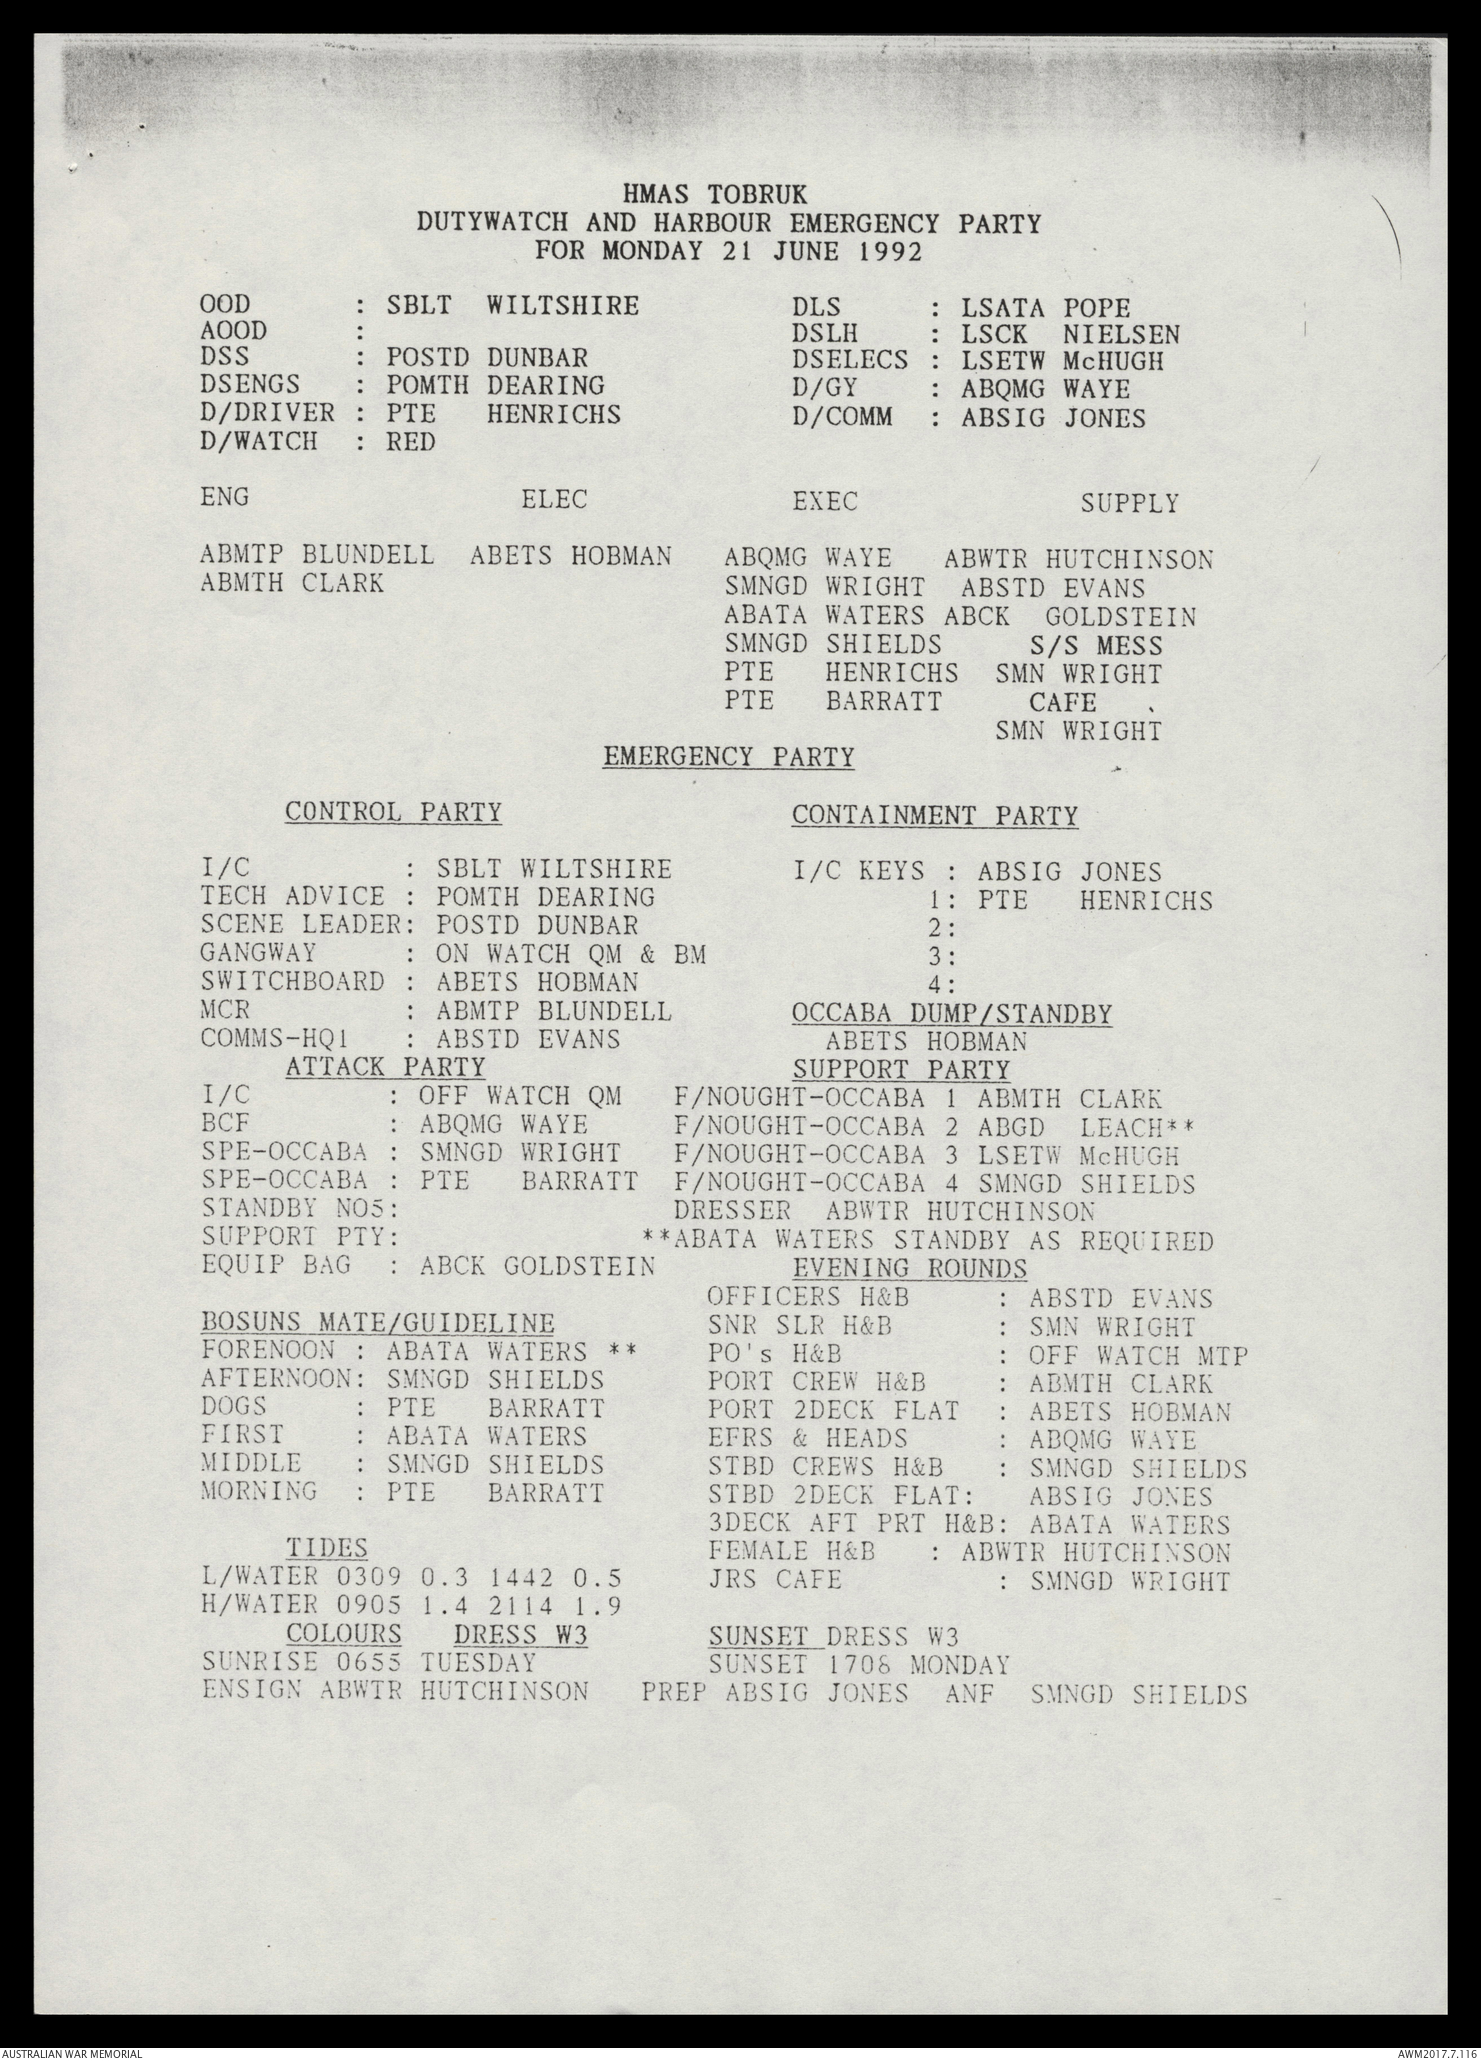 HMAS TOBRUK
DUTYWATCH AND HARBOUR EMERGENCY PARTY
FOR MONDAY 21 JUNE 1992
OOD : SBLT WILTSHIRE DLS : LSATA POPE
AOOD : DSLH : LSCK NIELSEN
DSS : POSTD DUNBAR DSELECS : LSETW McHUGH
DSENGS : POMTH DEARING D/GY : ABQMG WAYE
D/DRIVER : PTE HENRICHS D/COMM : ABSIG JONES
D/WATCH : RED
ENG ELEC EXEC SUPPLY
ABMTP BLUNDELL ABETS HOBMAN ABQMG WAYE ABWTR HUTCHINSON
ABMTH CLARK SMNGD WRIGHT ABSTD EVANS
ABATA WATERS ABCK GOLDSTEIN
SMNGD SHIELDS S/S MESS
PTE HENRICHS SMN WRIGHT
PTE BARRATT CAFE
SMN WRIGHT
EMERGENCY PARTY
CONTROL PARTY CONTAINMENT PARTY
I/C : SBLT WILTSHIRE I/C KEYS : ABSIG JONES
TECH ADVICE : POMTH DEARING 1: PTE HENRICHS
SCENE LEADER: POSTD DUNBAR 2:
GANGWAY : ON WATCH QM & BM 3:
SWITCHBOARD : ABETS HOBMAN 4:
MCR : ABMTP BLUNDELL OCCABA DUMP/STANDBY
COMMS-HQ1 : ABSTD EVANS ABETS HOBMAN
ATTACK PARTY SUPPORT PARTY
I/C : OFF WATCH QM F/NOUGHT-OCCABA 1 ABMTH CLARK
BCF : ABQMG WAYE F/NOUGHT-OCCABA 2 ABGD LEACH**
SPE-OCCABA : SMNGD WRIGHT F/NOUGHT-OCCABA 3 LSETW McHUGH
SPE-OCCABA : PTE BARRATT F/NOUGHT-OCCABA 4 SMNGD SHIELDS
STANDBY NO5: DRESSER ABWTR HUTCHINSON
SUPPORT PTY: **ABATA WATERS STANDBY AS REQUIRED
EQUIP BAG : ABCK GOLDSTEIN EVENING ROUNDS
OFFICERS H&B : ABSTD EVANS
BOSUNS MATE/GUIDELINE SNR SLR H&B : SMN WRIGHT
FORENOON : ABATA WATERS ** PO's H&B : OFF WATCH MTP
AFTERNOON: SMNGD SHIELDS PORT CREW H&B : ABMTH CLARK
DOGS : PTE BARRATT PORT 2DECK FLAT : ABETS HOBMAN
FIRST : ABATA WATERS EFRS & HEADS : ABQMG WAYE
MIDDLE : SMNGD SHIELDS STBD CREWS H&B : SMNGD SHIELDS
MORNING : PTE BARRATT STBD 2DECK FLAT: ABSIG JONES
3DECK AFT PRT H&B: ABATA WATERS
TIDES FEMALE H&B : ABWTR HUTCHINSON
L/WATER 0309 0.3 1442 0.5 JRS CAFE : SMNGD WRIGHT
H/WATER 0905 1.4 2114 1.9
COLOURS DRESS W3 SUNSET DRESS W3
SUNRISE 0655 TUESDAY SUNSET 1708 MONDAY
ENSIGN ABWTR HUTCHINSON PREP ABSIG JONES ANF SMNGD SHIELDS
AUSTRALIAN WAR MEMORIAL AWM2017.7.116